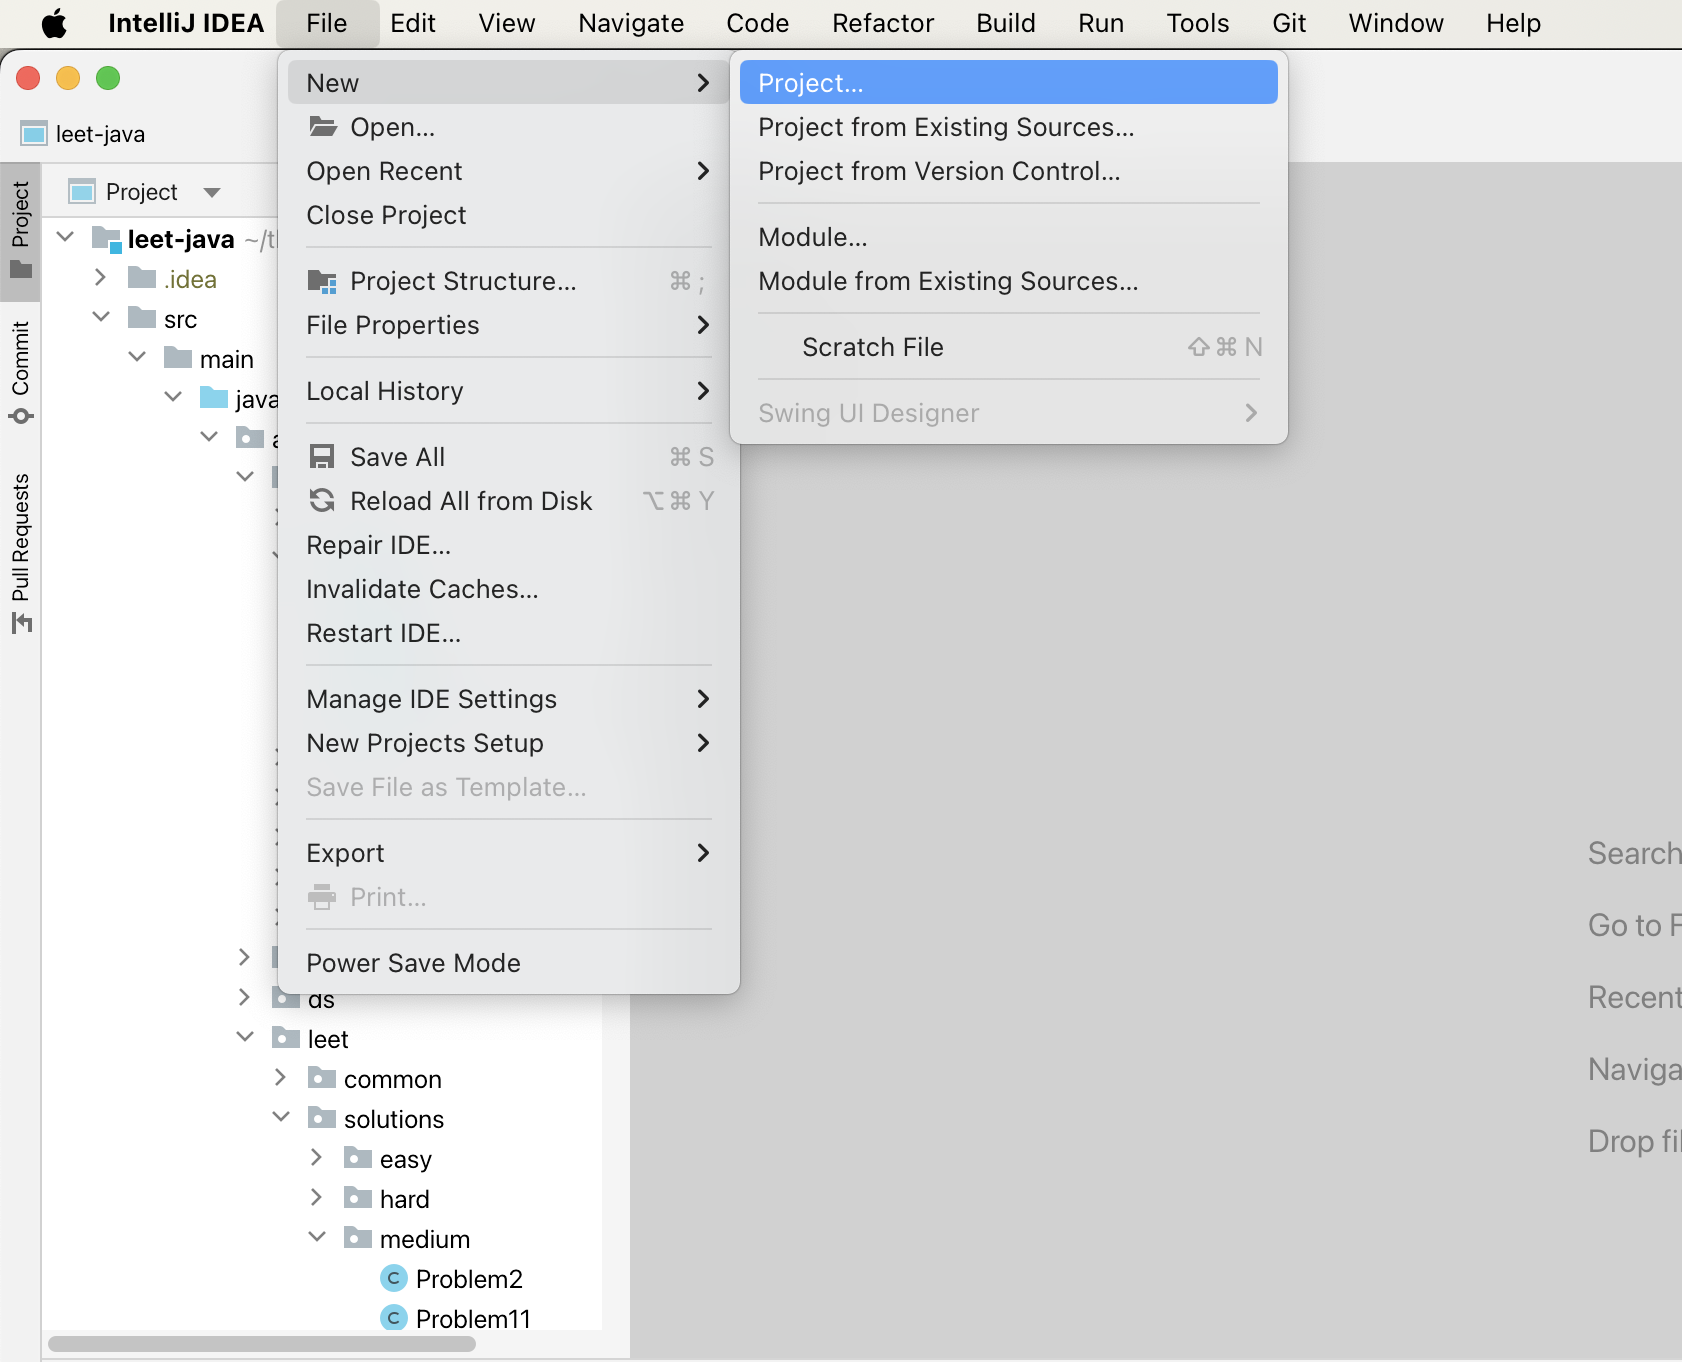 IntelliJ IDEA File Edit View Navigate Code Refactor Build Run Tools Git Window Help
leet-java
Project
Commit
Pull Requests
Project
leet-java ~/
.idea
src
main
java
ds
leet
common
solutions
easy
hard
medium
Problem2
Problem11
New
Open...
Open Recent
Close Project
Project Structure... ⌘ ;
File Properties
Local History
Save All ⌘ S
Reload All from Disk ⌥ ⌘ Y
Repair IDE...
Invalidate Caches...
Restart IDE...
Manage IDE Settings
New Projects Setup
Save File as Template...
Export
Print...
Power Save Mode
Project...
Project from Existing Sources...
Project from Version Control...
Module...
Module from Existing Sources...
Scratch File ⇧ ⌘ N
Swing UI Designer
Search
Go to
Recent
Naviga
Drop